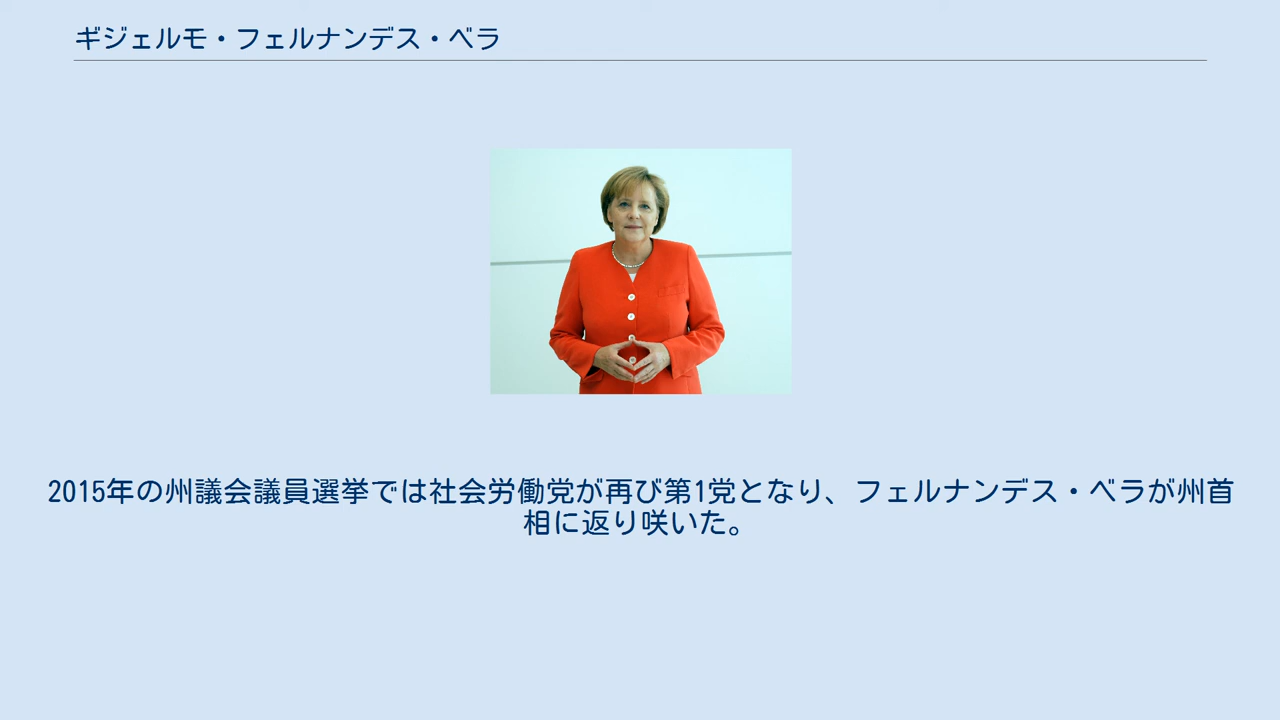 ギジェルモ・フェルナンデス・ベラ
2015年の州議会議員選挙では社会労働党が再び第1党となり、フェルナンデス・ベラが州首
相に返り咲いた。